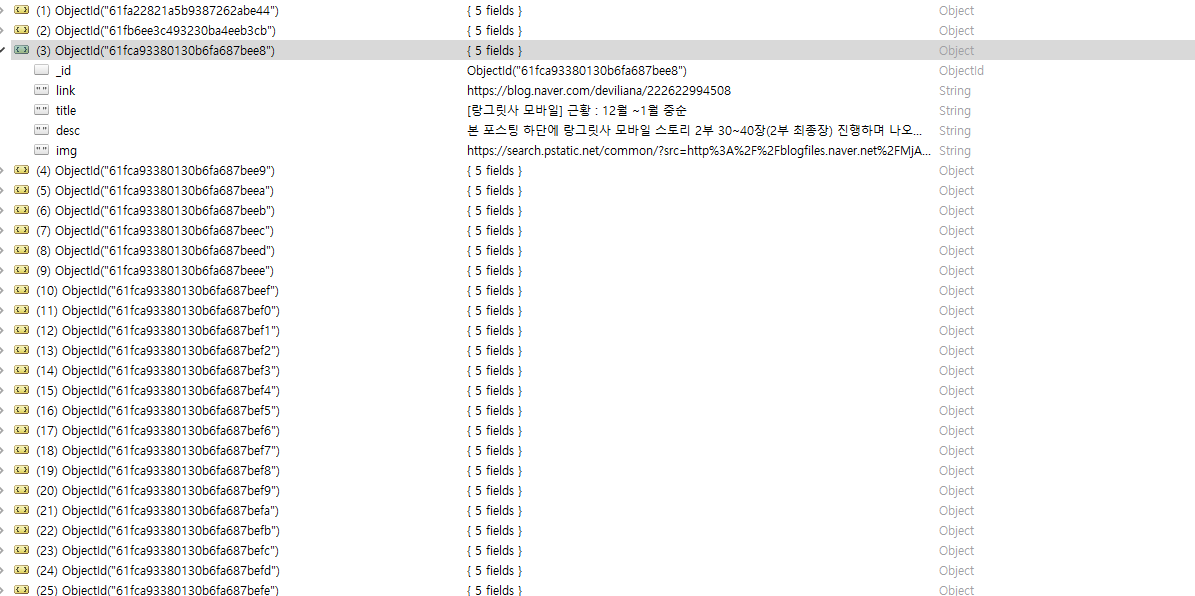 (1) ObjectId("61fa22821a5b9387262abe44") { 5 fields } Object
(2) ObjectId("61fb6ee3c493230ba4eeb3cb") { 5 fields } Object
(3) ObjectId("61fca93380130b6fa687bee8") { 5 fields } Object
_id ObjectId("61fca93380130b6fa687bee8") ObjectId
link https://blog.naver.com/deviliana/222622994508 String
title [랑그릿사 모바일] 근황 : 12월 ~1월 중순 String
desc 본 포스팅 하단에 랑그릿사 모바일 스토리 2부 30~40장(2부 최종장) 진행하며 나오... String
img https://search.pstatic.net/common/?src=http%3A%2F%2Fblogfiles.naver.net%2FMjA... String
(4) ObjectId("61fca93380130b6fa687bee9") { 5 fields } Object
(5) ObjectId("61fca93380130b6fa687beea") { 5 fields } Object
(6) ObjectId("61fca93380130b6fa687beeb") { 5 fields } Object
(7) ObjectId("61fca93380130b6fa687beec") { 5 fields } Object
(8) ObjectId("61fca93380130b6fa687beed") { 5 fields } Object
(9) ObjectId("61fca93380130b6fa687beee") { 5 fields } Object
(10) ObjectId("61fca93380130b6fa687beef") { 5 fields } Object
(11) ObjectId("61fca93380130b6fa687bef0") { 5 fields } Object
(12) ObjectId("61fca93380130b6fa687bef1") { 5 fields } Object
(13) ObjectId("61fca93380130b6fa687bef2") { 5 fields } Object
(14) ObjectId("61fca93380130b6fa687bef3") { 5 fields } Object
(15) ObjectId("61fca93380130b6fa687bef4") { 5 fields } Object
(16) ObjectId("61fca93380130b6fa687bef5") { 5 fields } Object
(17) ObjectId("61fca93380130b6fa687bef6") { 5 fields } Object
(18) ObjectId("61fca93380130b6fa687bef7") { 5 fields } Object
(19) ObjectId("61fca93380130b6fa687bef8") { 5 fields } Object
(20) ObjectId("61fca93380130b6fa687bef9") { 5 fields } Object
(21) ObjectId("61fca93380130b6fa687befa") { 5 fields } Object
(22) ObjectId("61fca93380130b6fa687befb") { 5 fields } Object
(23) ObjectId("61fca93380130b6fa687befc") { 5 fields } Object
(24) ObjectId("61fca93380130b6fa687befd") { 5 fields } Object
(25) ObjectId("61fca93380130b6fa687befe") { 5 fields } Object